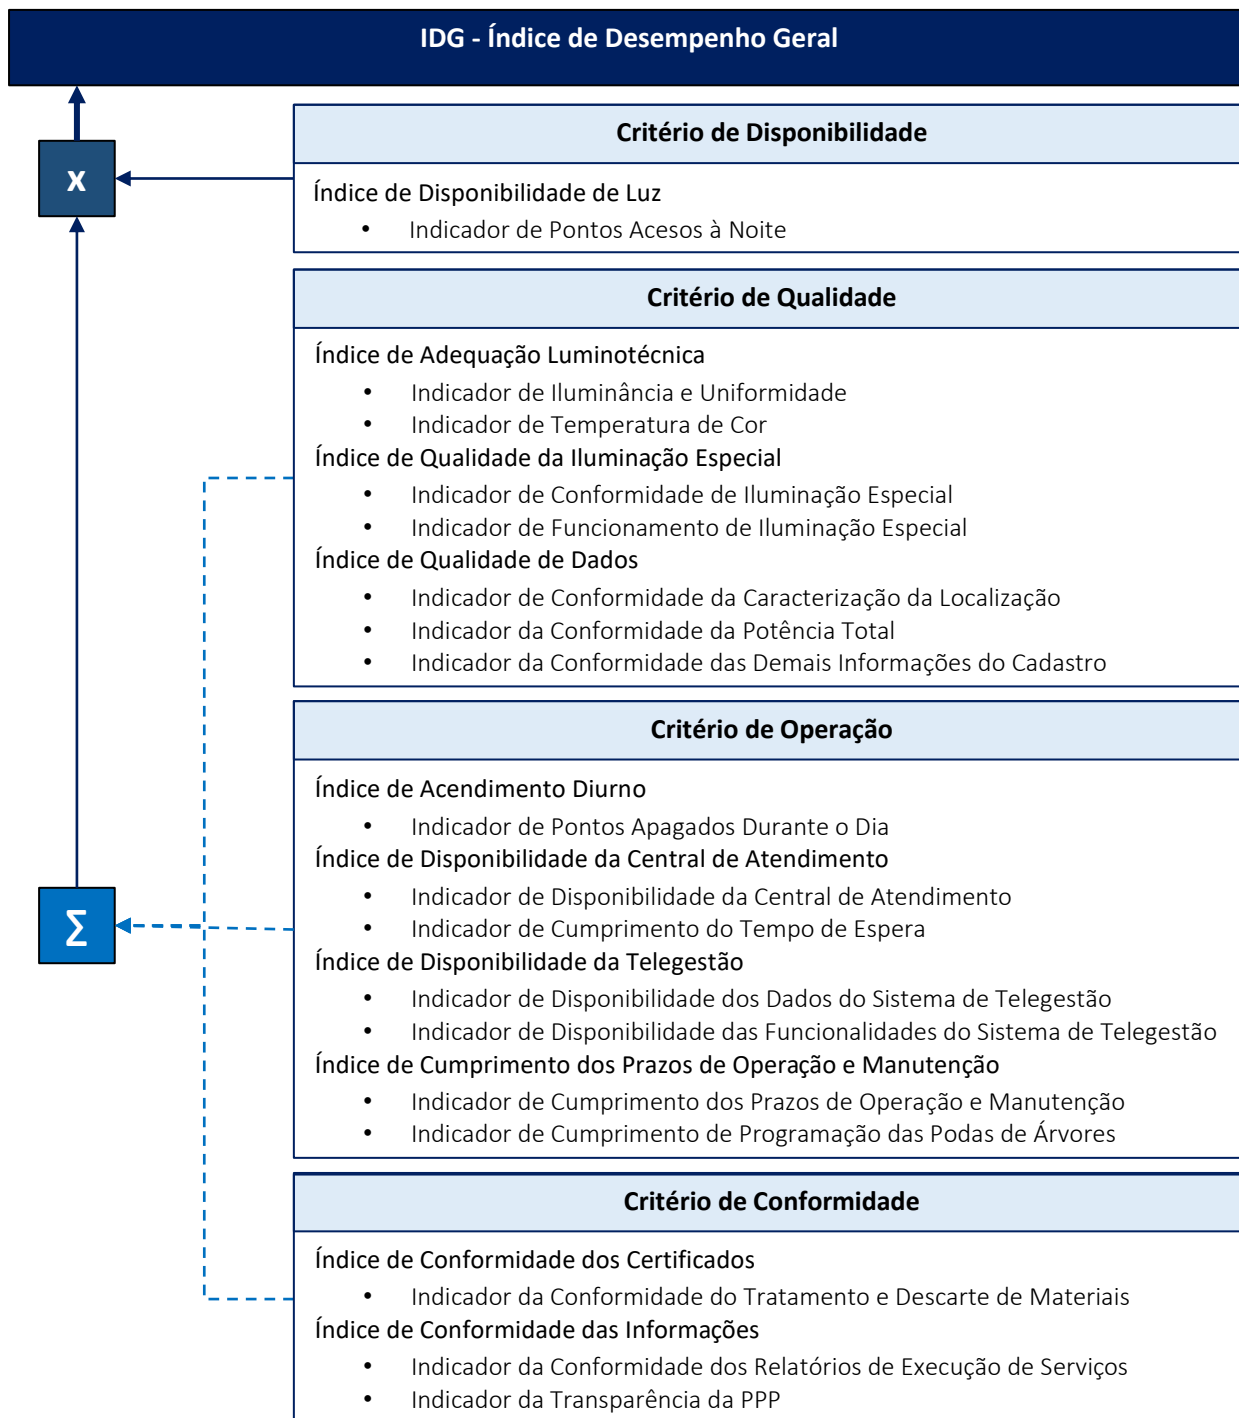 IDG - Índice de Desempenho Geral
Critério de Disponibilidade
x
Índice de Disponibilidade de Luz
• Indicador de Pontos Acesos à Noite
Critério de Qualidade
Índice de Adequação Luminotécnica
• Indicador de Iluminância e Uniformidade
• Indicador de Temperatura de Cor
Índice de Qualidade da Iluminação Especial
• Indicador de Conformidade de Iluminação Especial
• Indicador de Funcionamento de Iluminação Especial
Índice de Qualidade de Dados
• Indicador de Conformidade da Caracterização da Localização
• Indicador da Conformidade da Potência Total
• Indicador da Conformidade das Demais Informações do Cadastro
Critério de Operação
Índice de Acendimento Diurno
• Indicador de Pontos Apagados Durante o Dia
Índice de Disponibilidade da Central de Atendimento
• Indicador de Disponibilidade da Central de Atendimento
• Indicador de Cumprimento do Tempo de Espera
Σ
Índice de Disponibilidade da Telegestão
• Indicador de Disponibilidade dos Dados do Sistema de Telegestão
• Indicador de Disponibilidade das Funcionalidades do Sistema de Telegestão
Índice de Cumprimento dos Prazos de Operação e Manutenção
• Indicador de Cumprimento dos Prazos de Operação e Manutenção
• Indicador de Cumprimento de Programação das Podas de Árvores
Critério de Conformidade
Índice de Conformidade dos Certificados
• Indicador da Conformidade do Tratamento e Descarte de Materiais
Índice de Conformidade das Informações
• Indicador da Conformidade dos Relatórios de Execução de Serviços
• Indicador da Transparência da PPP